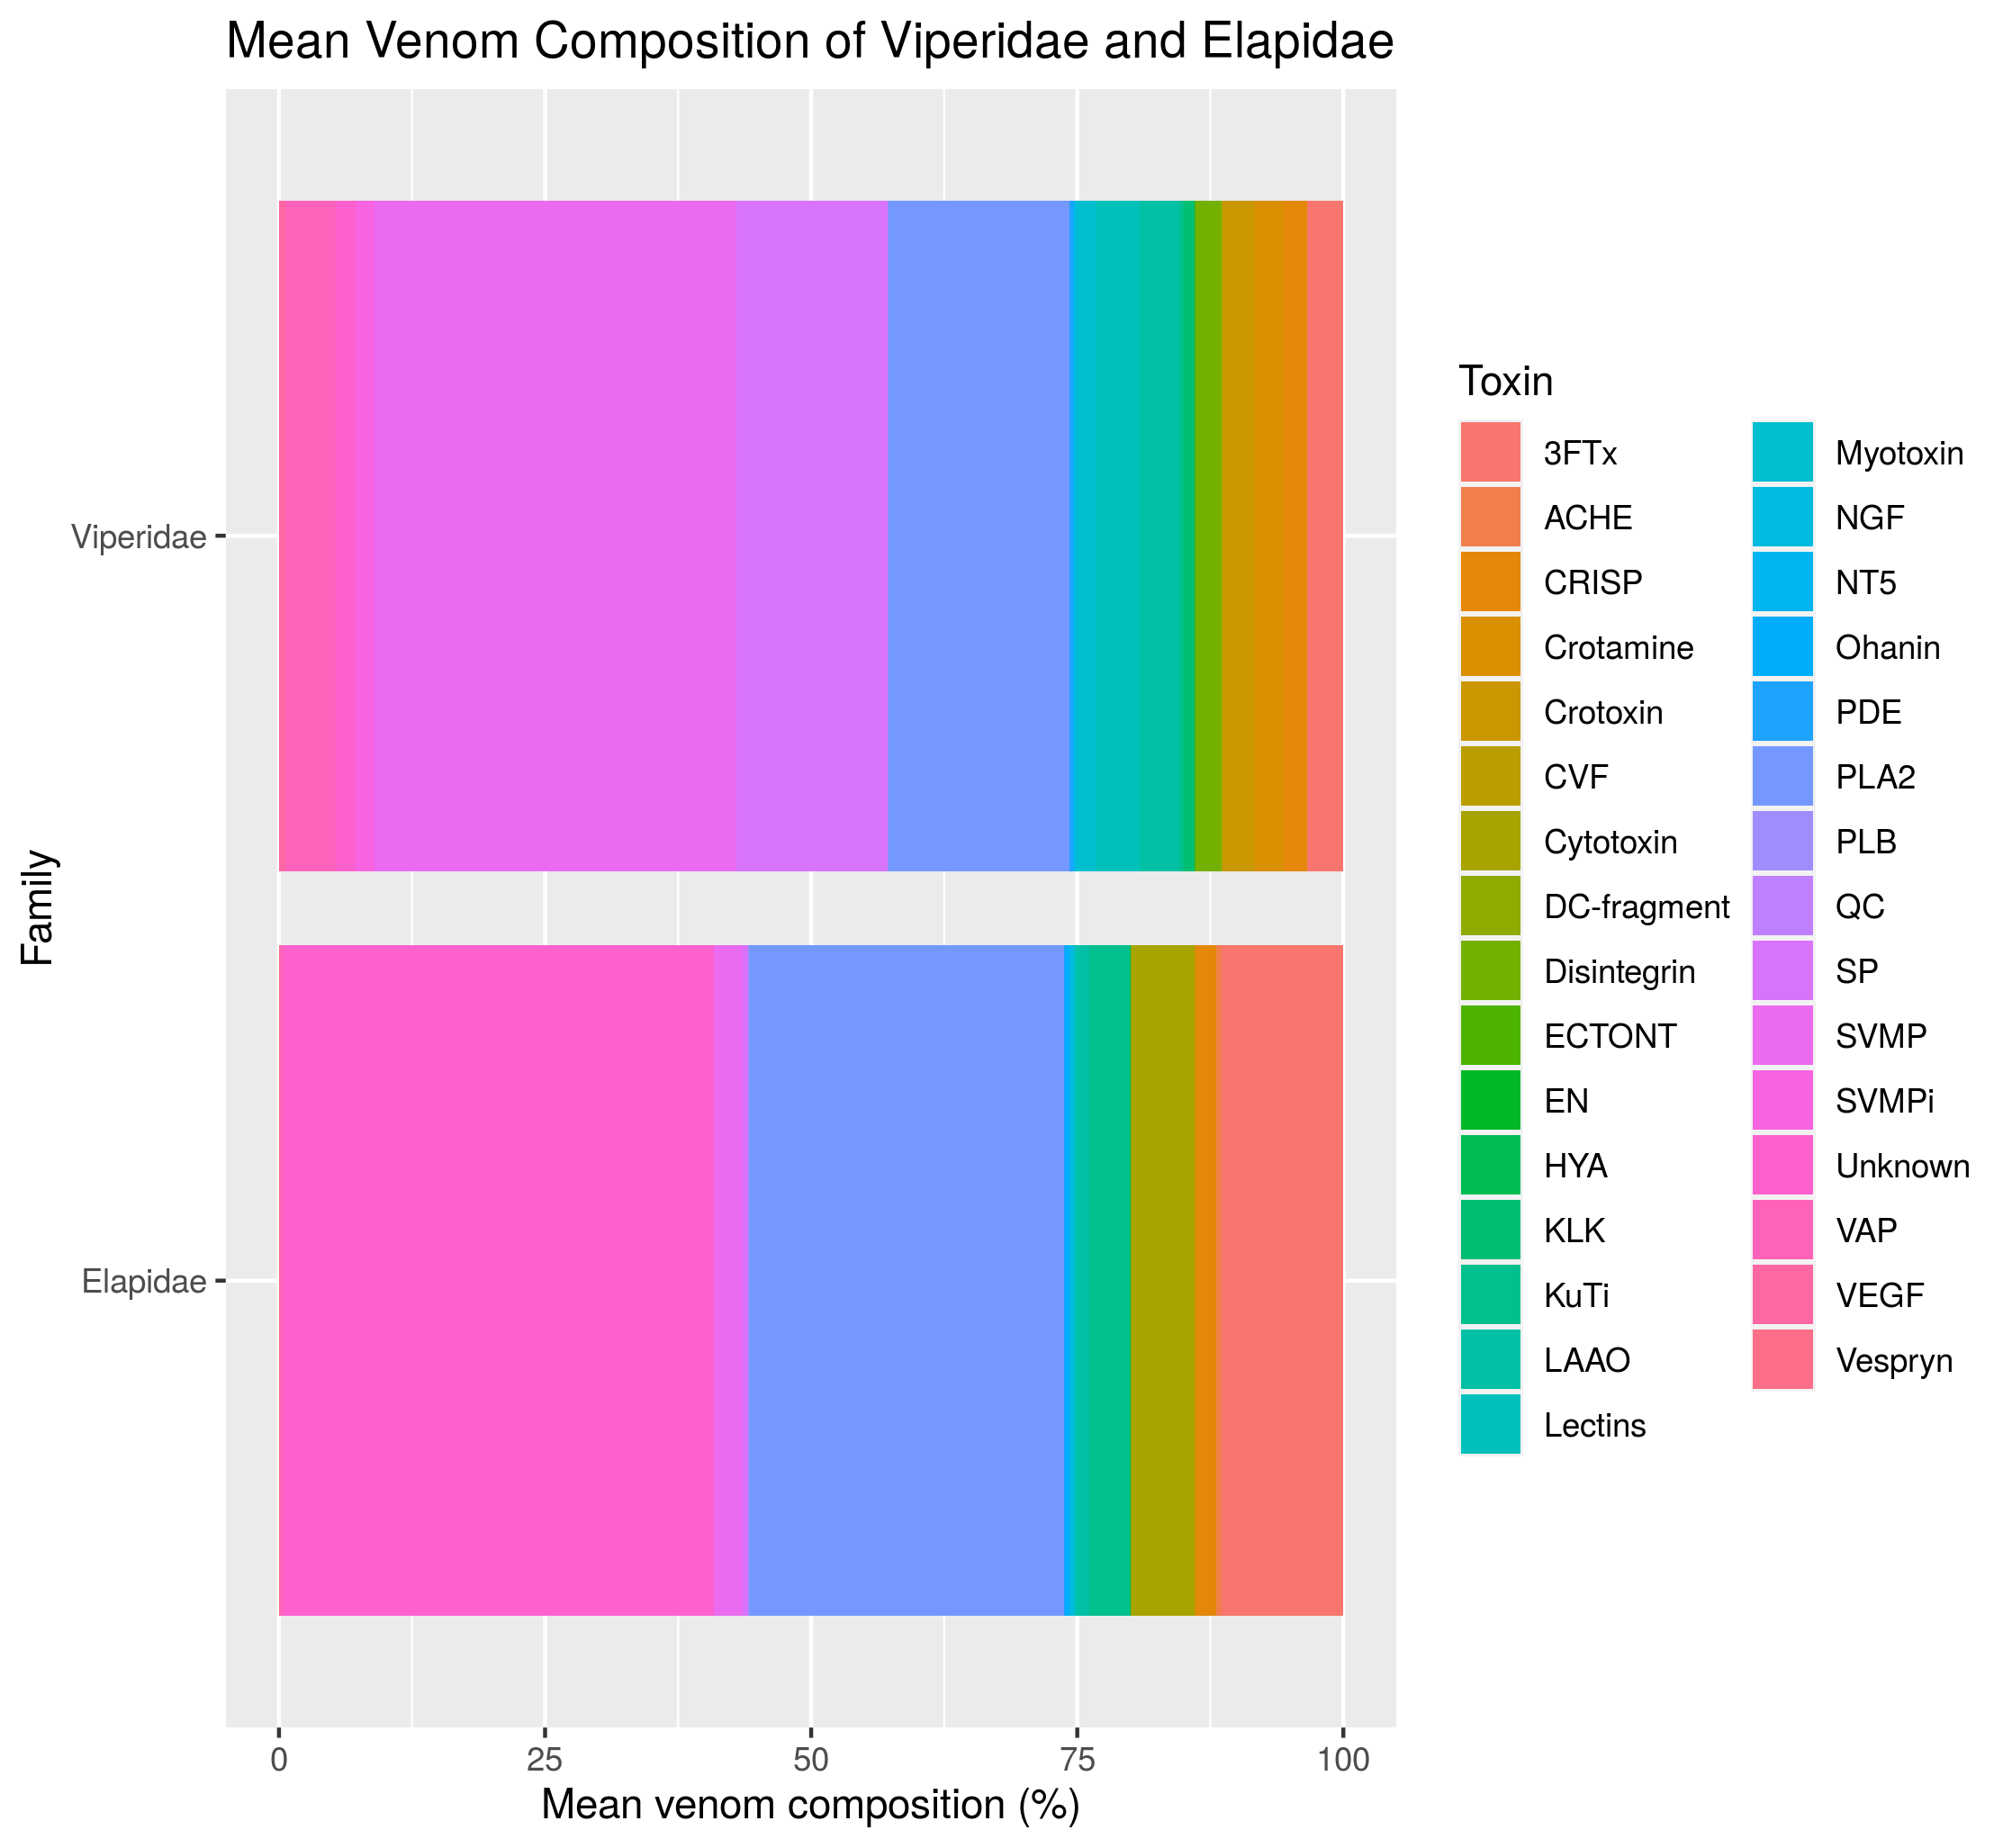 Mean Venom Composition of Viperidae and Elapidae
Family
Viperidae
Elapidae
0 25 50 75 100
Mean venom composition (%)
Toxin
3FTx
ACHE
CRISP
Crotamine
Crotoxin
CVF
Cytotoxin
DC-fragment
Disintegrin
ECTONT
EN
HYA
KLK
KuTi
LAAO
Lectins
Myotoxin
NGF
NT5
Ohanin
PDE
PLA2
PLB
QC
SP
SVMP
SVMPi
Unknown
VAP
VEGF
Vespryn